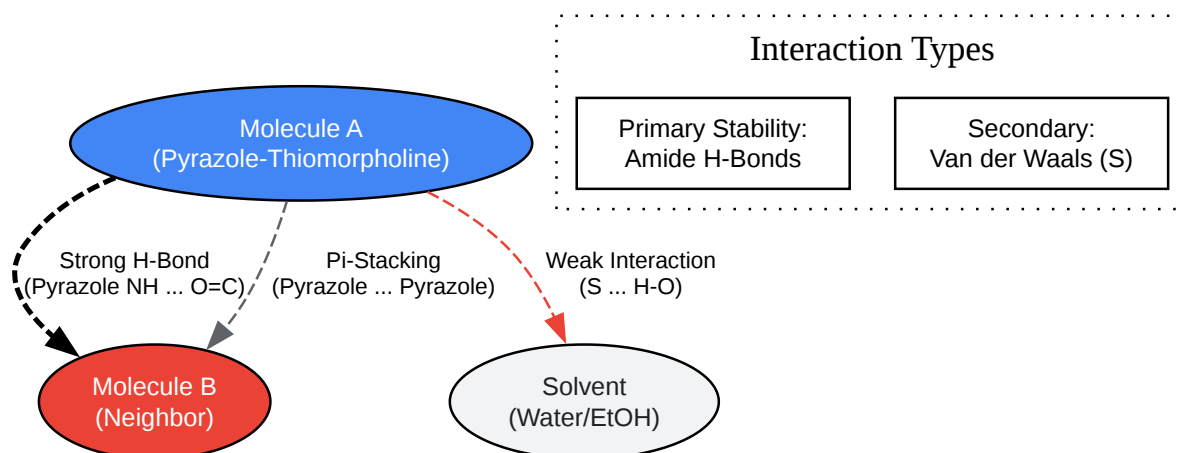 Interaction Types
Molecule A
(Pyrazole-Thiomorpholine)
Primary Stability:
Amide H-Bonds
Secondary:
Van der Waals (S)
Strong H-Bond
(Pyrazole NH ... O=C)
Pi-Stacking
(Pyrazole ... Pyrazole)
Weak Interaction
(S ... H-O)
Molecule B
(Neighbor)
Solvent
(Water/EtOH)